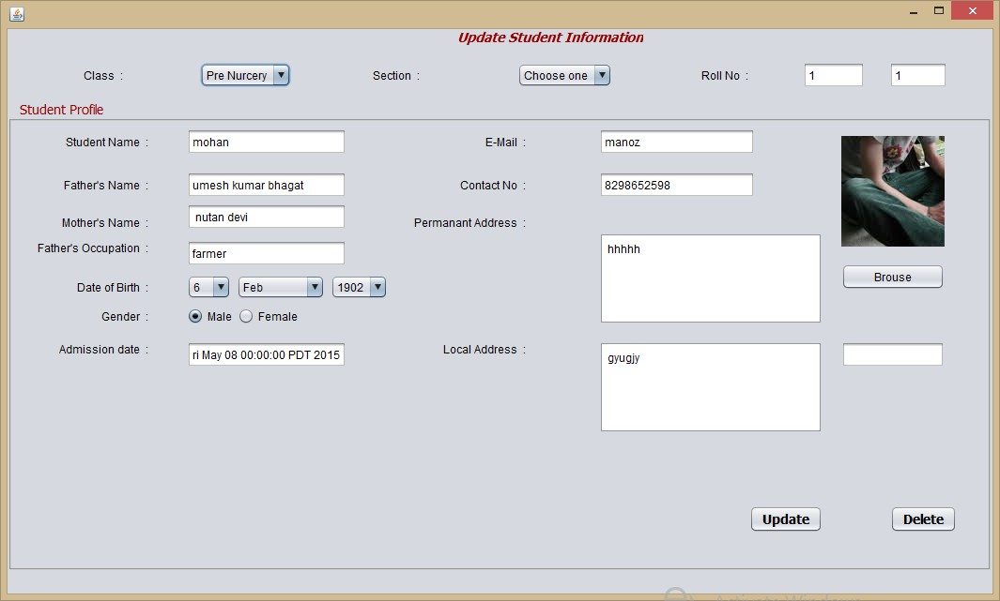 Update Student Information
Class : Pre Nurcery Section : Choose one Roll No : 1 1
Student Profile
Student Name : mohan E-Mail : manoz
Father's Name : umesh kumar bhagat Contact No : 8298652598
Mother's Name : nutan devi Permanant Address :
Father's Occupation : farmer hhhhh
Date of Birth : 6 Feb 1902 Brouse
Gender : Male Female
Admission date : ri May 08 00:00:00 PDT 2015 Local Address : gyugjy
Update Delete
Activate Windows